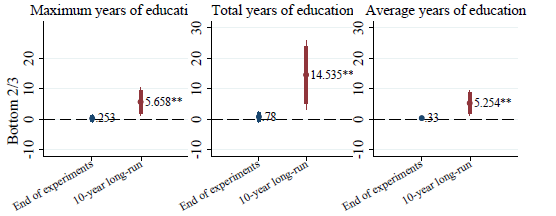 Maximum years of educati
Total years of education
Average years of education
Bottom 2/3
-10 0 10 20
5.658**
.253
End of experiments
10-year long-run
-10 0 10 20 30
14.535**
.78
End of experiments
10-year long-run
-10 0 10 20 30
5.254**
.33
End of experiments
10-year long-run